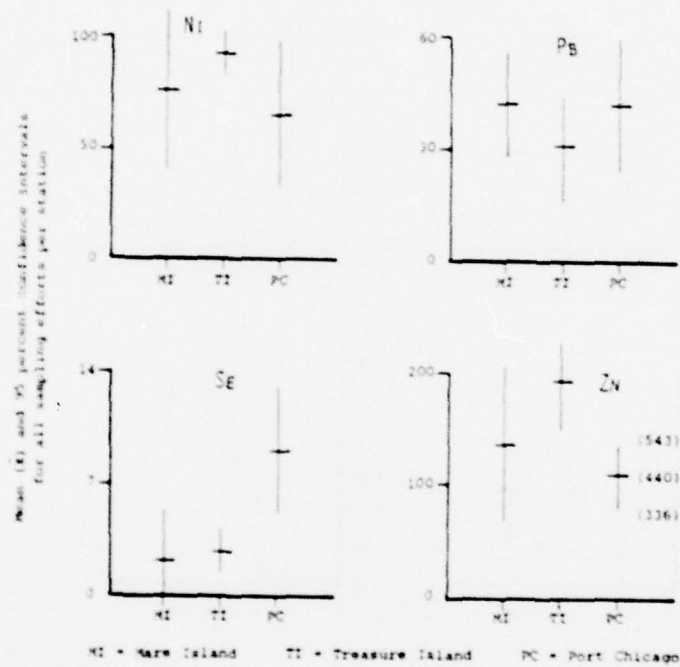 Mean (x̄) and 95 percent confidence intervals
for all sampling efforts per station
NI
100
50
0
MI TI PC
PB
60
30
0
MI TI PC
SE
14
7
0
MI TI PC
ZN
200
100
0
(543)
(440)
(336)
MI TI PC
MI = Mare Island TI = Treasure Island PC = Port Chicago